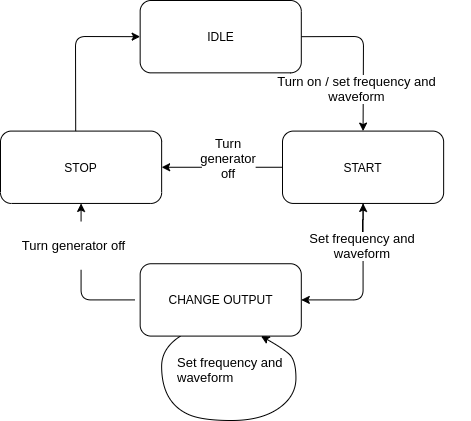 IDLE
Turn on / set frequency and
waveform
STOP
Turn
generator
off
START
Turn generator off
Set frequency and
waveform
CHANGE OUTPUT
Set frequency and
waveform